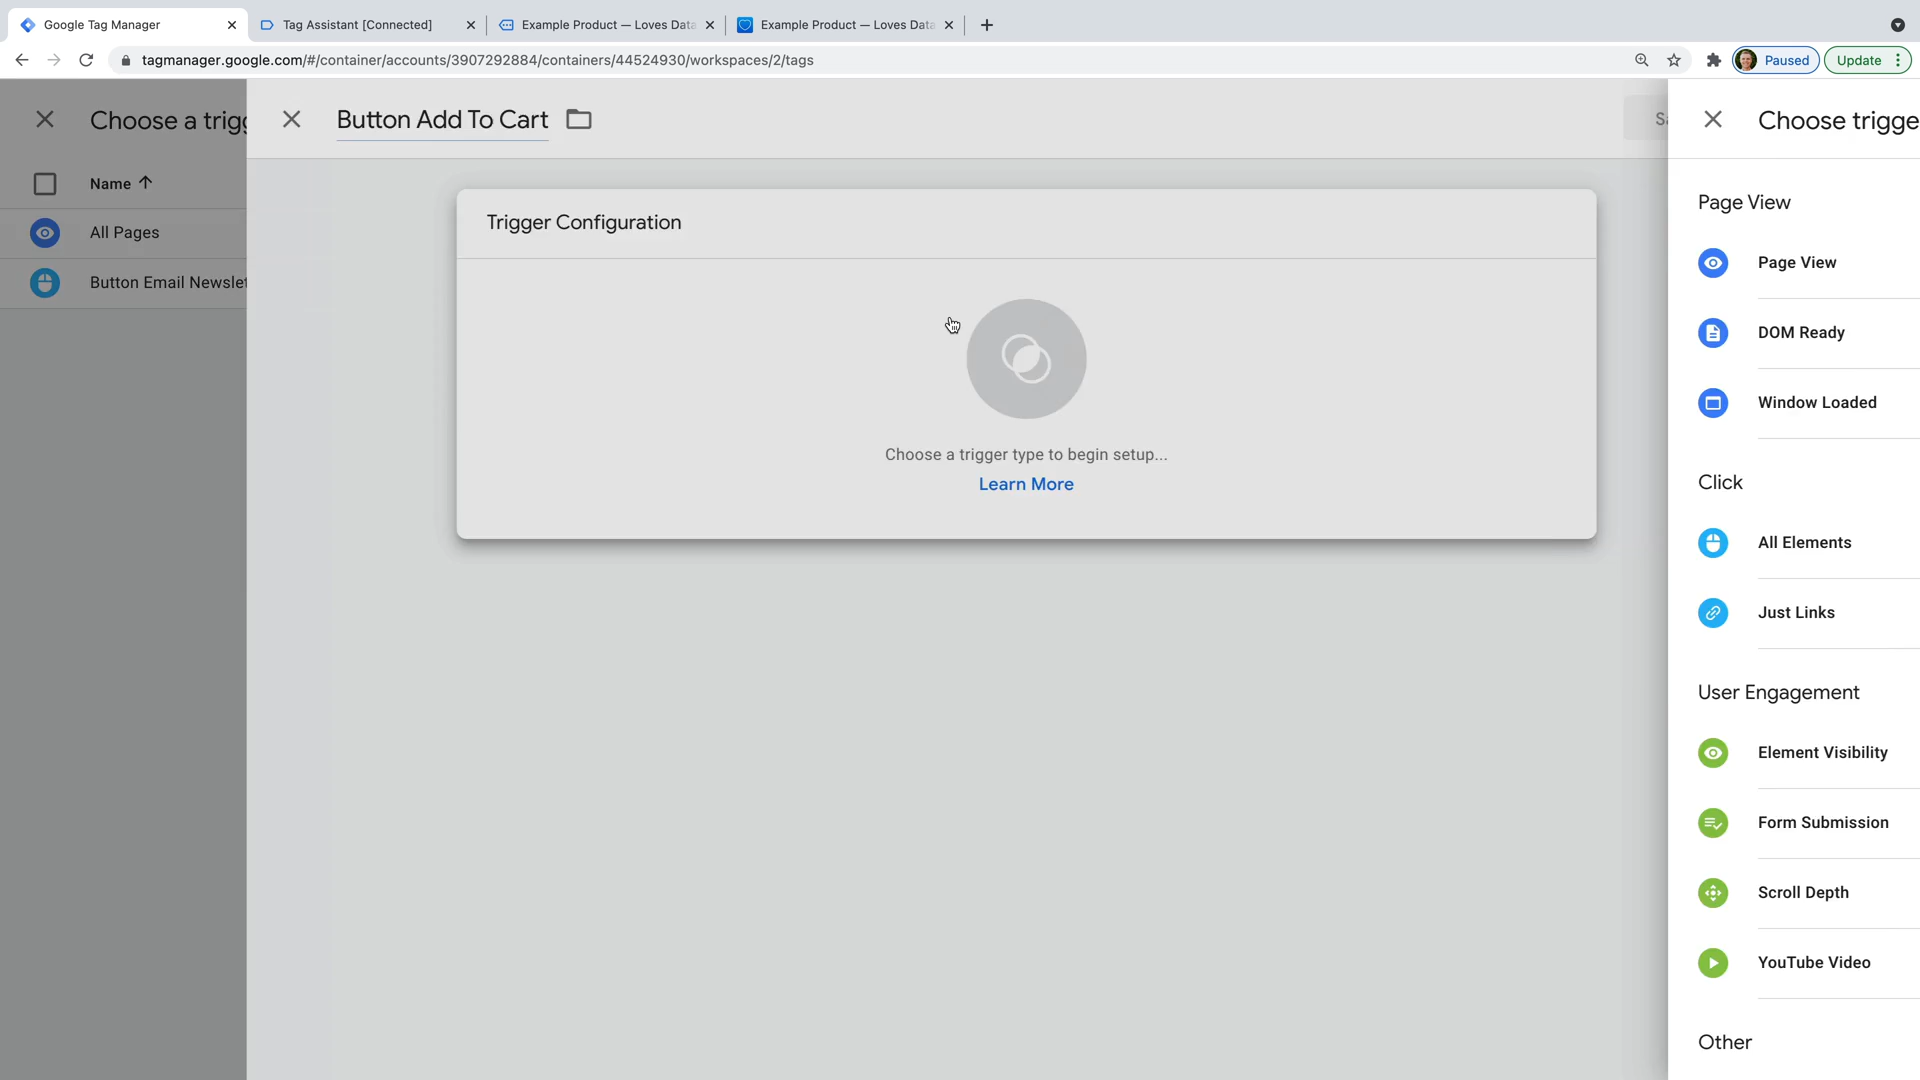 Google Tag Manager
Tag Assistant [Connected]
Example Product — Loves Data
Example Product — Loves Data
tagmanager.google.com/#/container/accounts/3907292884/containers/44524930/workspaces/2/tags
Paused
Update
Choose a trigg
Name
All Pages
Button Email Newslet
Button Add To Cart
Sa
Trigger Configuration
Choose a trigger type to begin setup...
Learn More
Choose trigge
Page View
Page View
DOM Ready
Window Loaded
Click
All Elements
Just Links
User Engagement
Element Visibility
Form Submission
Scroll Depth
YouTube Video
Other